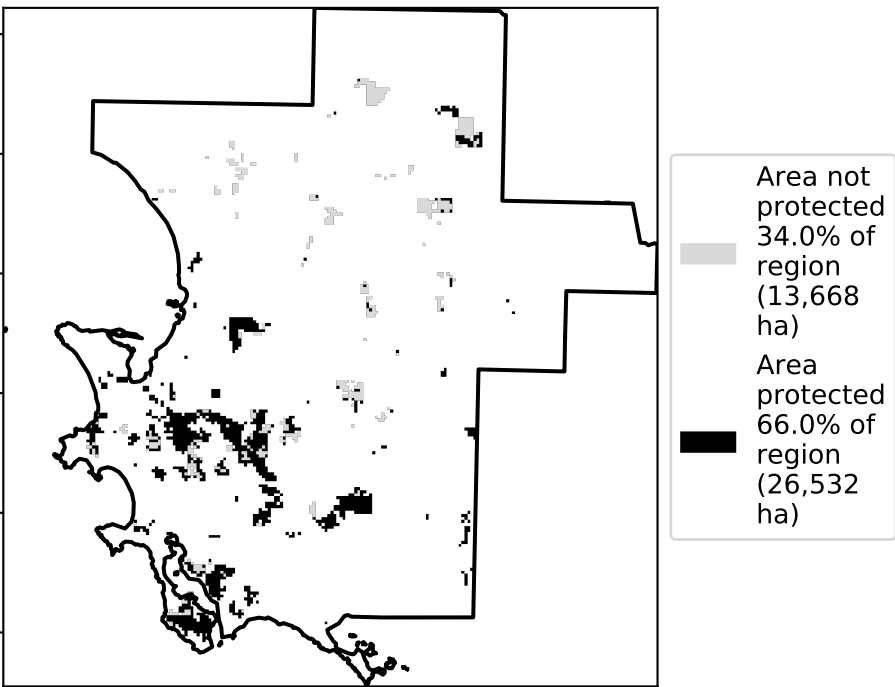 Area not
protected
34.0% of
region
(13,668
ha)
Area
protected
66.0% of
region
(26,532
ha)